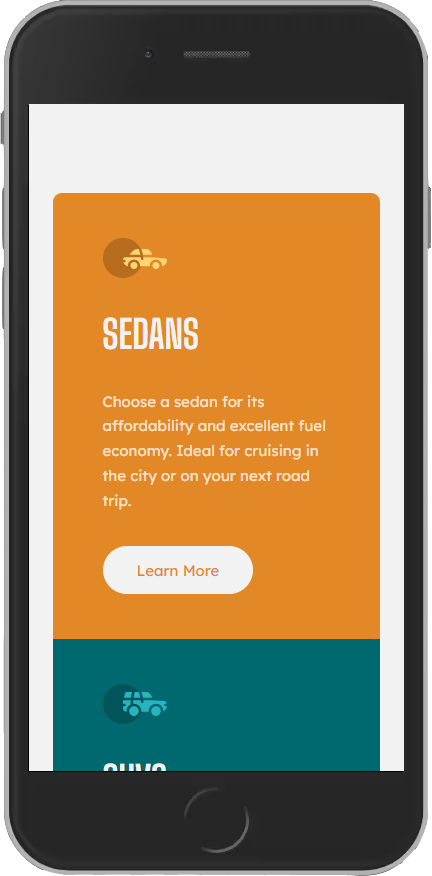 SEDANS
Choose a sedan for its
affordability and excellent fuel
economy. Ideal for cruising in
the city or on your next road
trip.
Learn More
SUVS